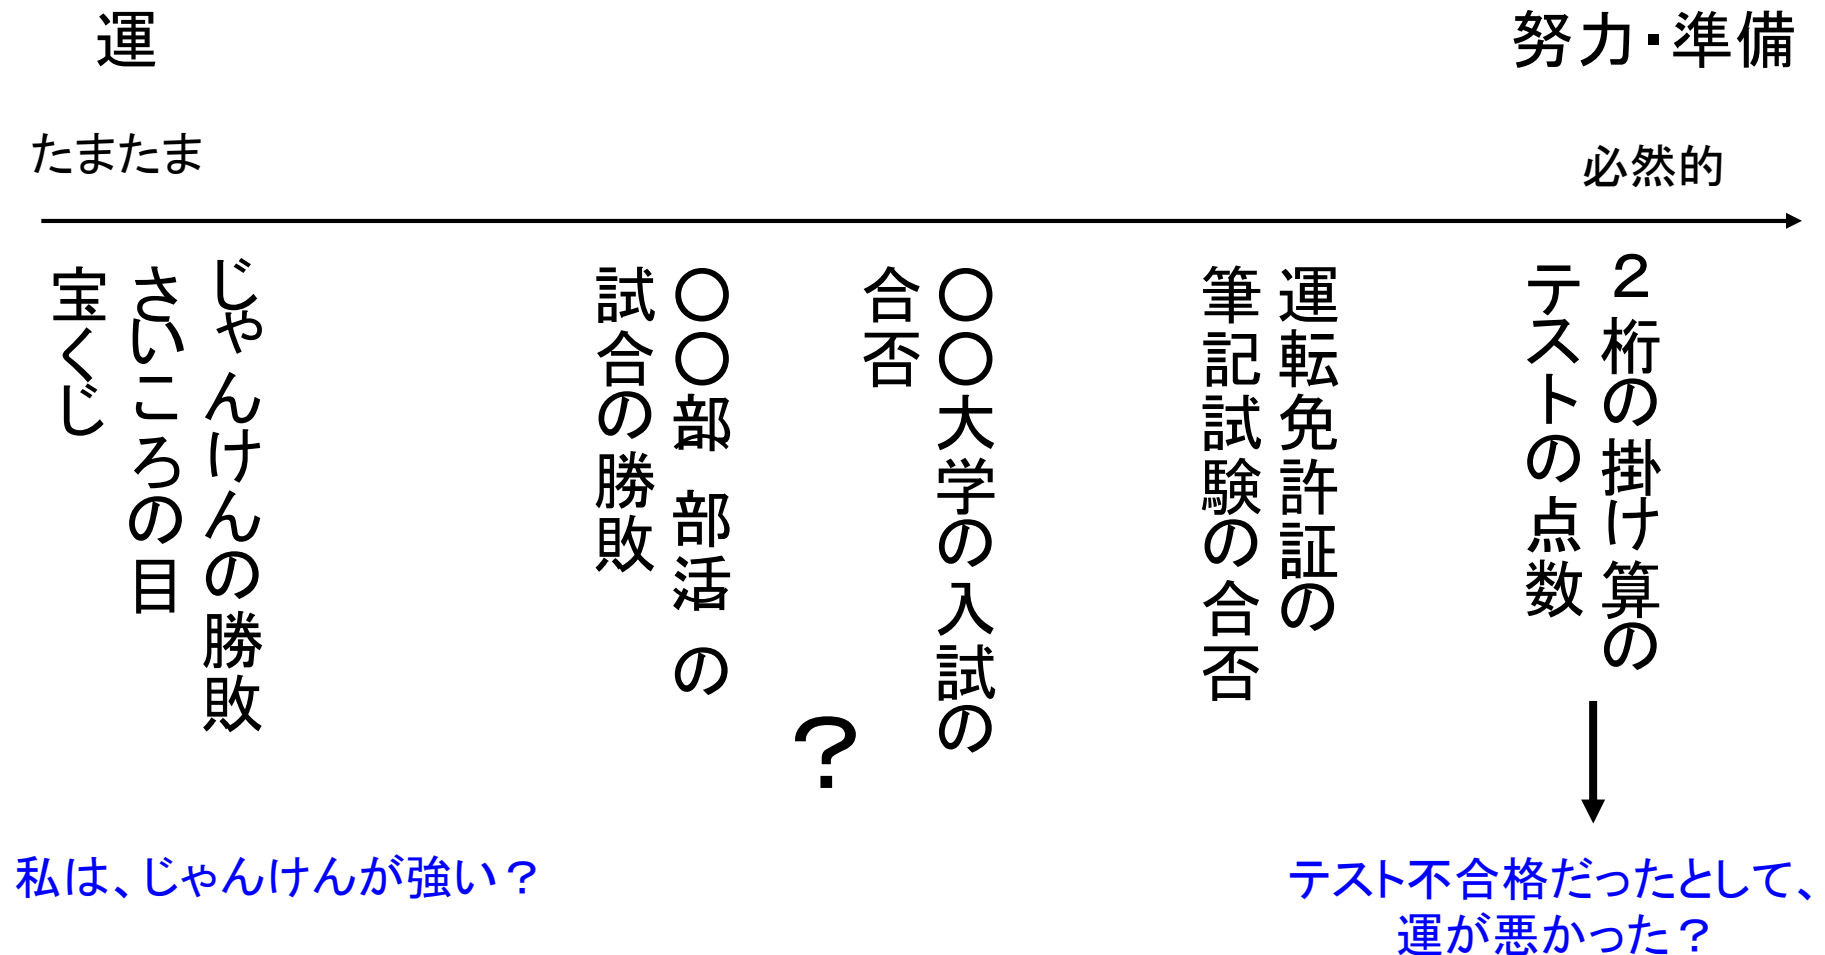 運
努力・準備
たまたま
必然的
宝くじ
さいころの目
じゃんけんの勝敗
〇〇部 部活 の
試合の勝敗
〇〇大学の入試の
合否
？
運転免許証の
筆記試験の合否
２桁の掛け算の
テストの点数
私は、じゃんけんが強い？
テスト不合格だったとして、
運が悪かった？